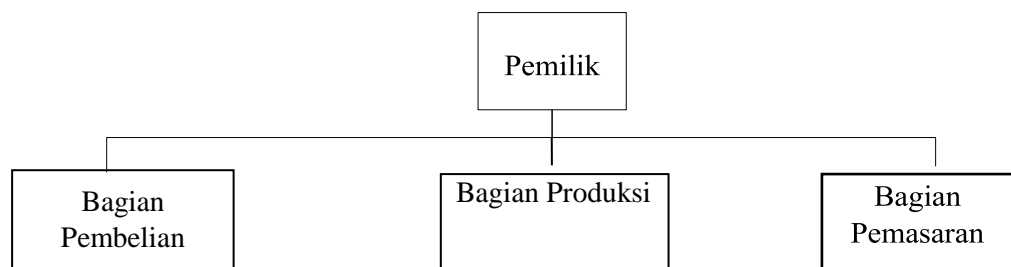 Pemilik
Bagian
Pembelian
Bagian Produksi
Bagian
Pemasaran